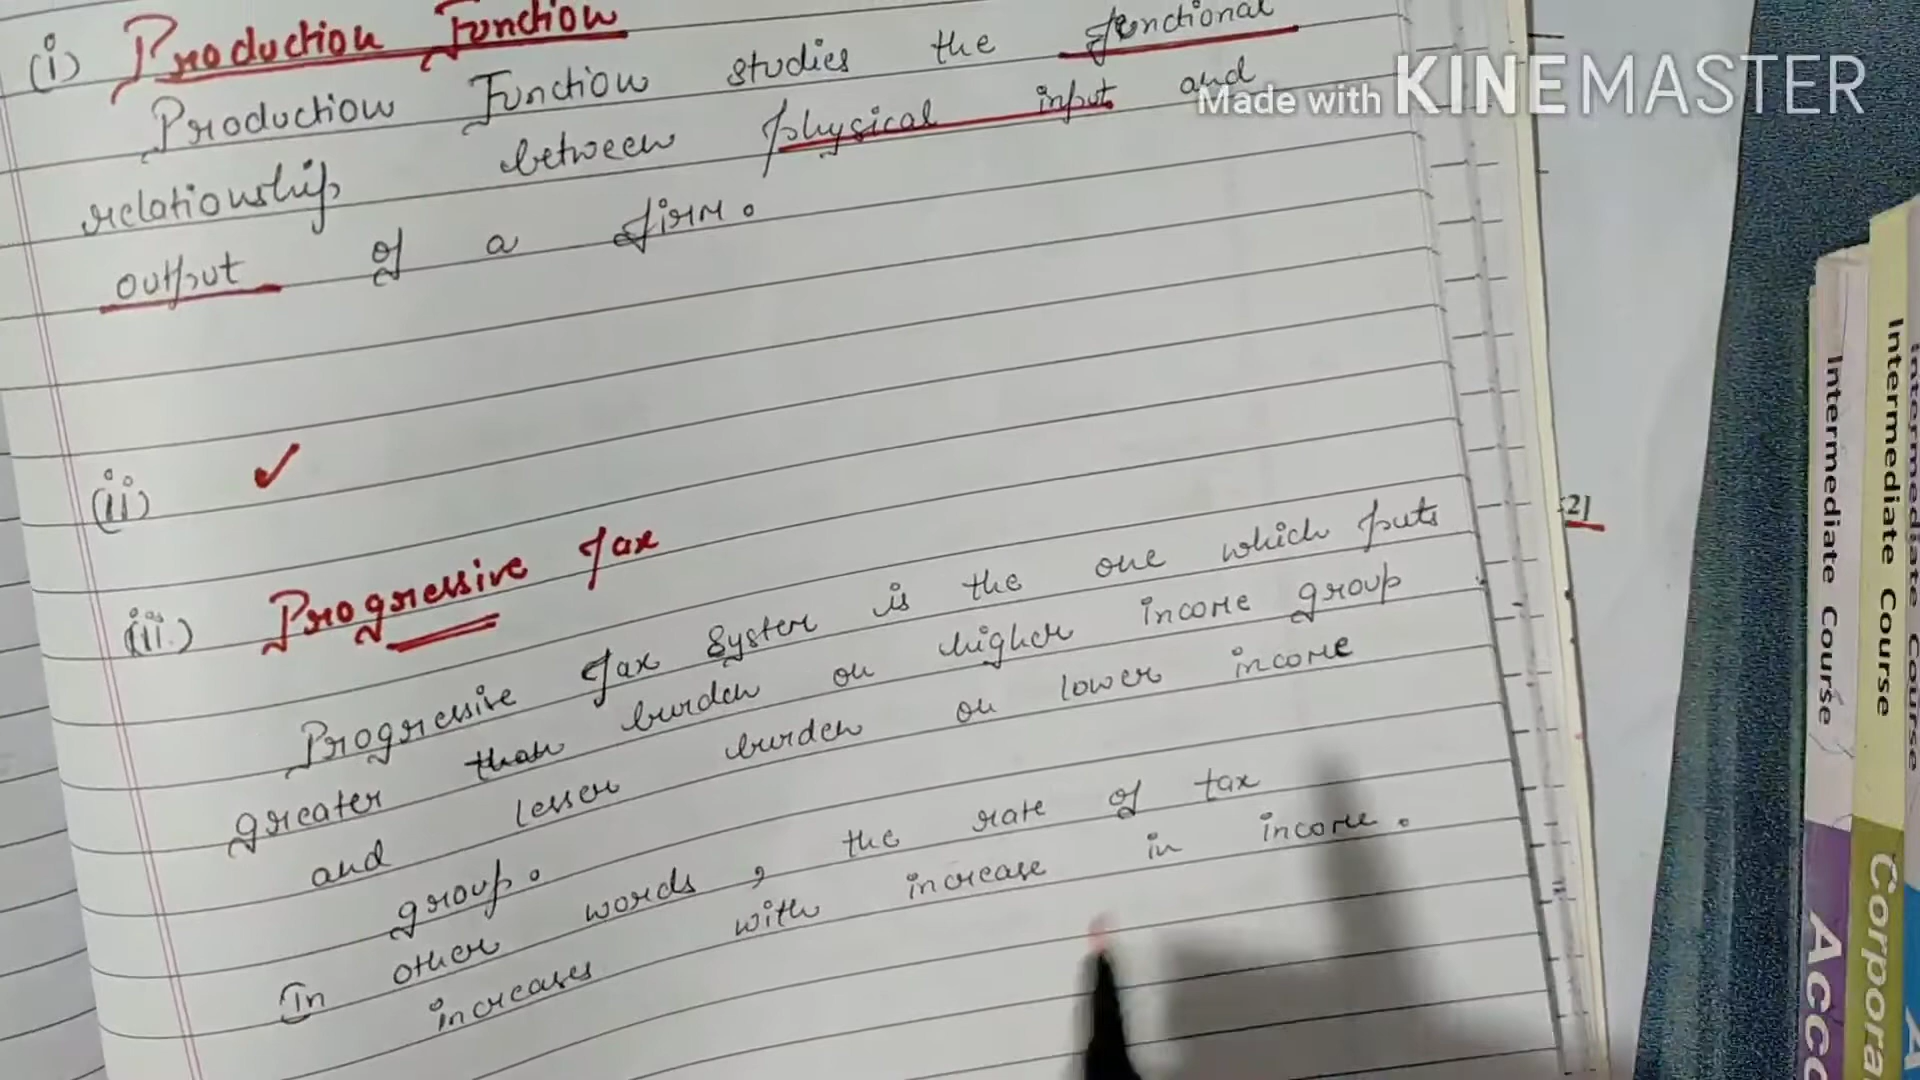 (i) Production Function
Production Function studies the functional
relationship between physical input and
output of a firm.
(ii) ✓
(iii.) Progressive Tax
Progressive Tax System is the one which puts
greater than burden on higher income group
and lesser burden on lower income
group.
In other words, the rate of tax
increases with increase in income.
Made with KINEMASTER
21
Intermediate Course
Intermediate Course
Corpora
Intermediate Course
Acco